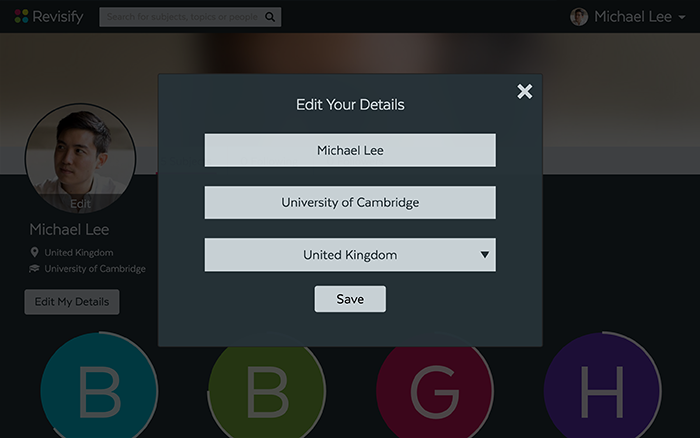 Revisify
Search for subjects, topics or people
Michael Lee
Edit Your Details
Michael Lee
University of Cambridge
United Kingdom
Save
Edit
Michael Lee
United Kingdom
University of Cambridge
Edit My Details
B
B
G
H